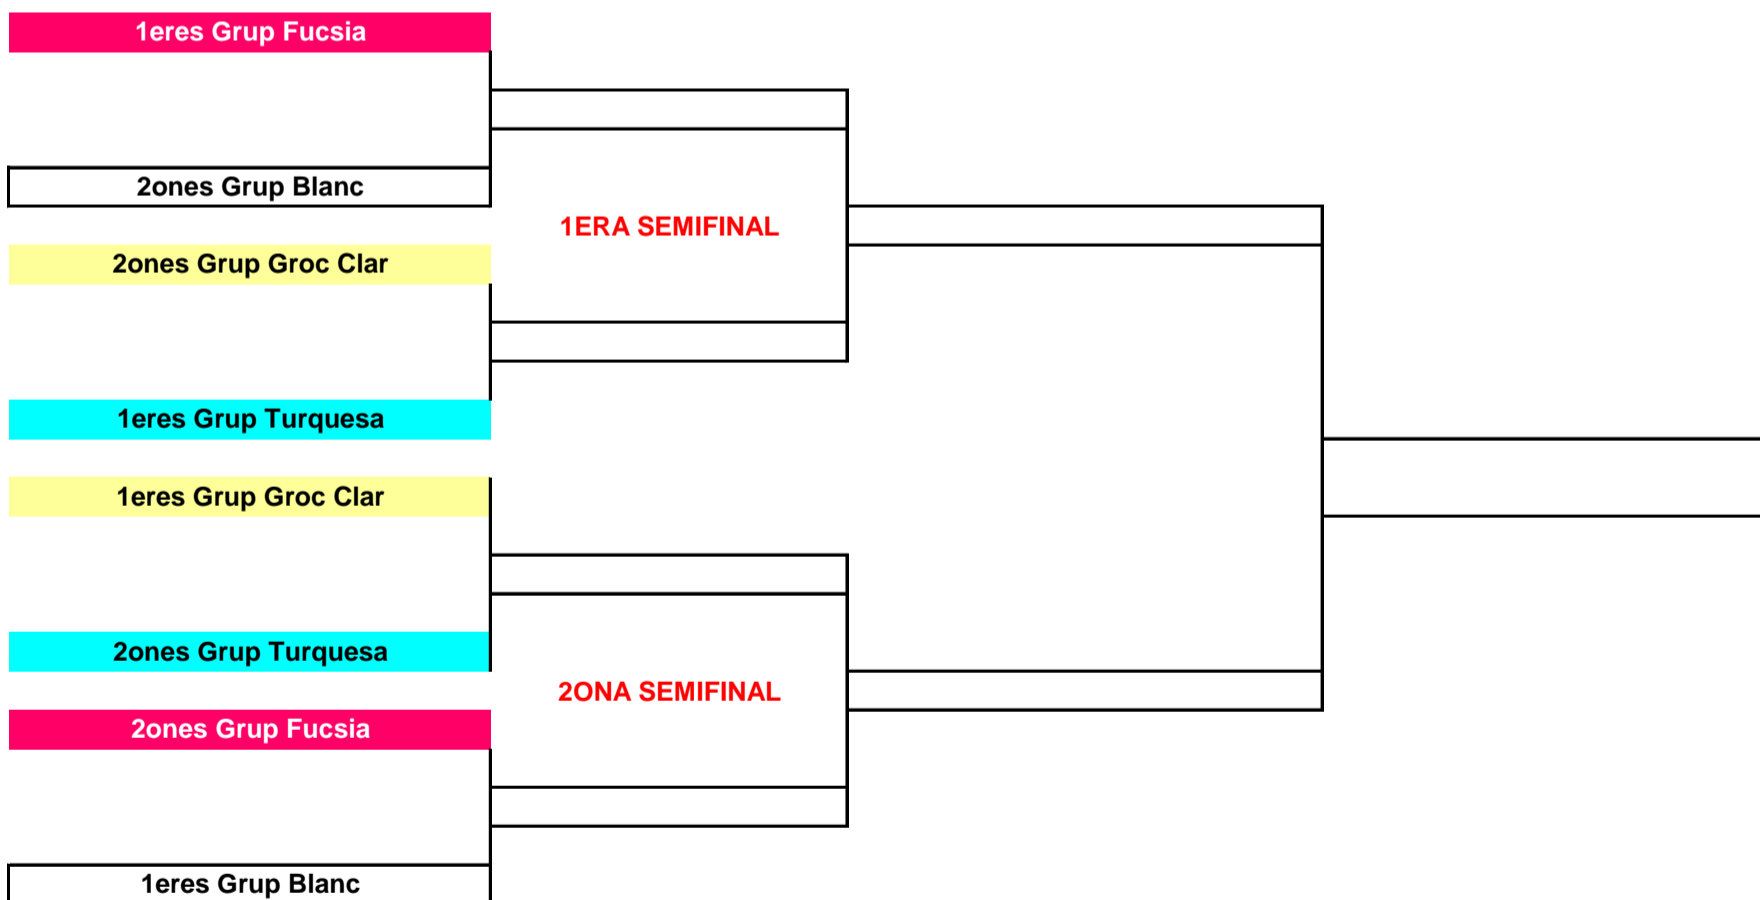 1eres Grup Fucsia
2ones Grup Blanc
1ERA SEMIFINAL
2ones Grup Groc Clar
1eres Grup Turquesa
1eres Grup Groc Clar
2ones Grup Turquesa
2ONA SEMIFINAL
2ones Grup Fucsia
1eres Grup Blanc